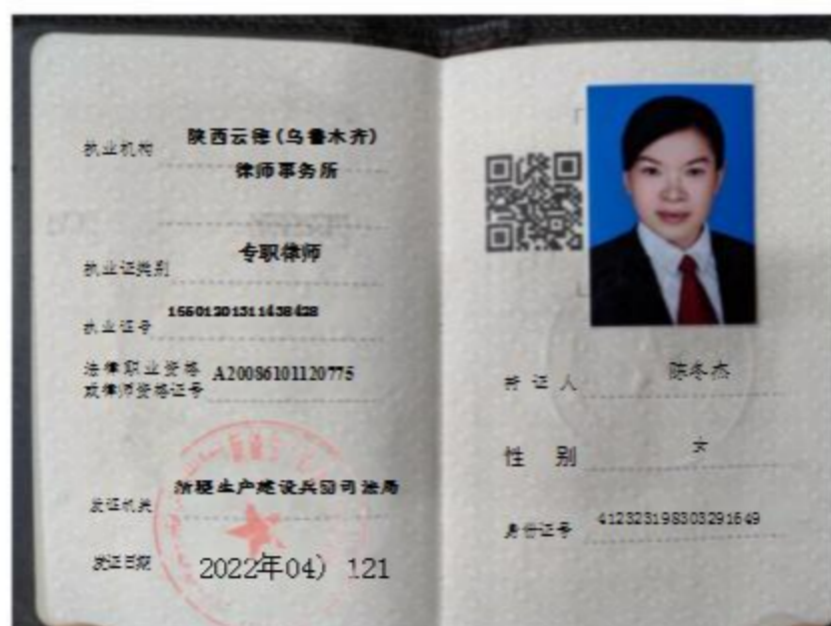 执业机构 陕西云德(乌鲁木齐)
律师事务所
执业证类别 专职律师
执业证号 15501201311438428
法律职业资格 A20086101120775
或律师资格证号
发证机关 新疆生产建设兵团司法局
发证日期 2022年04) 121
持证人 陈冬杰
性别 女
身份证号 412323198303291649